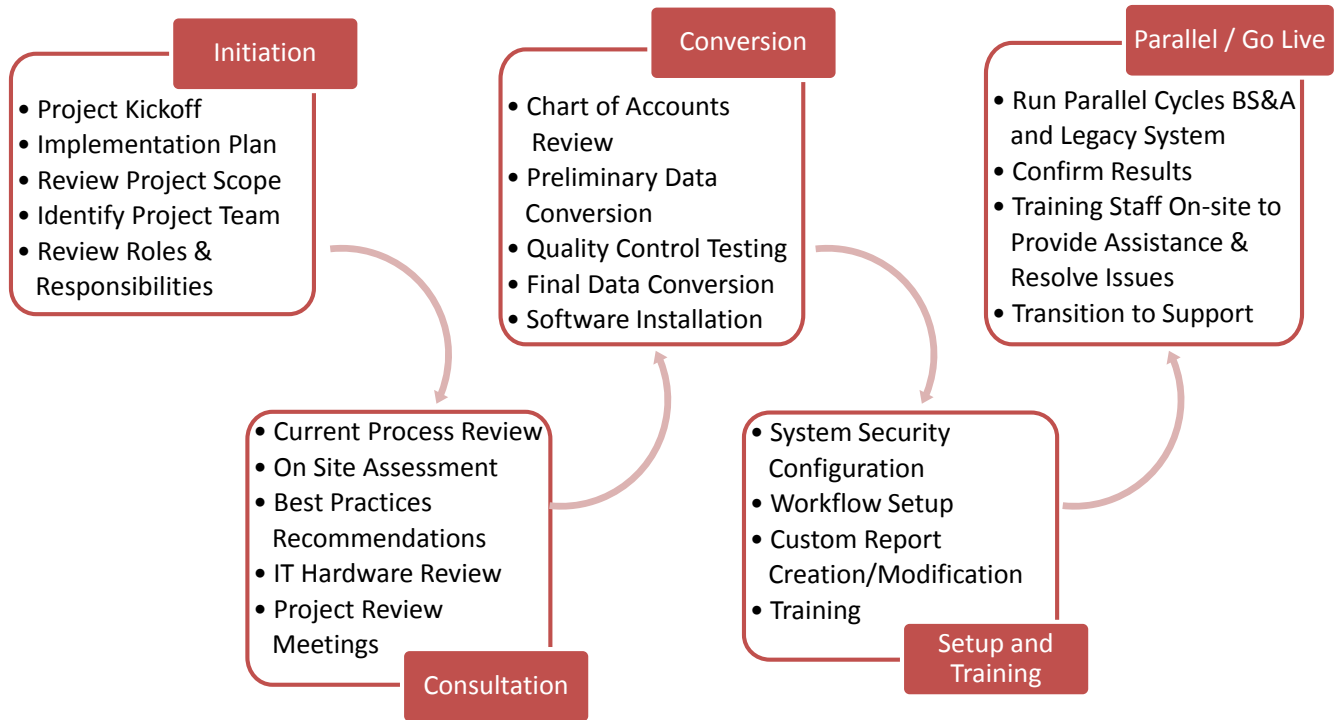 Initiation
• Project Kickoff
• Implementation Plan
• Review Project Scope
• Identify Project Team
• Review Roles &
Responsibilities
• Current Process Review
• On Site Assessment
• Best Practices
Recommendations
• IT Hardware Review
• Project Review
Meetings
Consultation
Conversion
• Chart of Accounts
Review
• Preliminary Data
Conversion
• Quality Control Testing
• Final Data Conversion
• Software Installation
• System Security
Configuration
• Workflow Setup
• Custom Report
Creation/Modification
• Training
Setup and
Training
Parallel / Go Live
• Run Parallel Cycles BS&A
and Legacy System
• Confirm Results
• Training Staff On-site to
Provide Assistance &
Resolve Issues
• Transition to Support